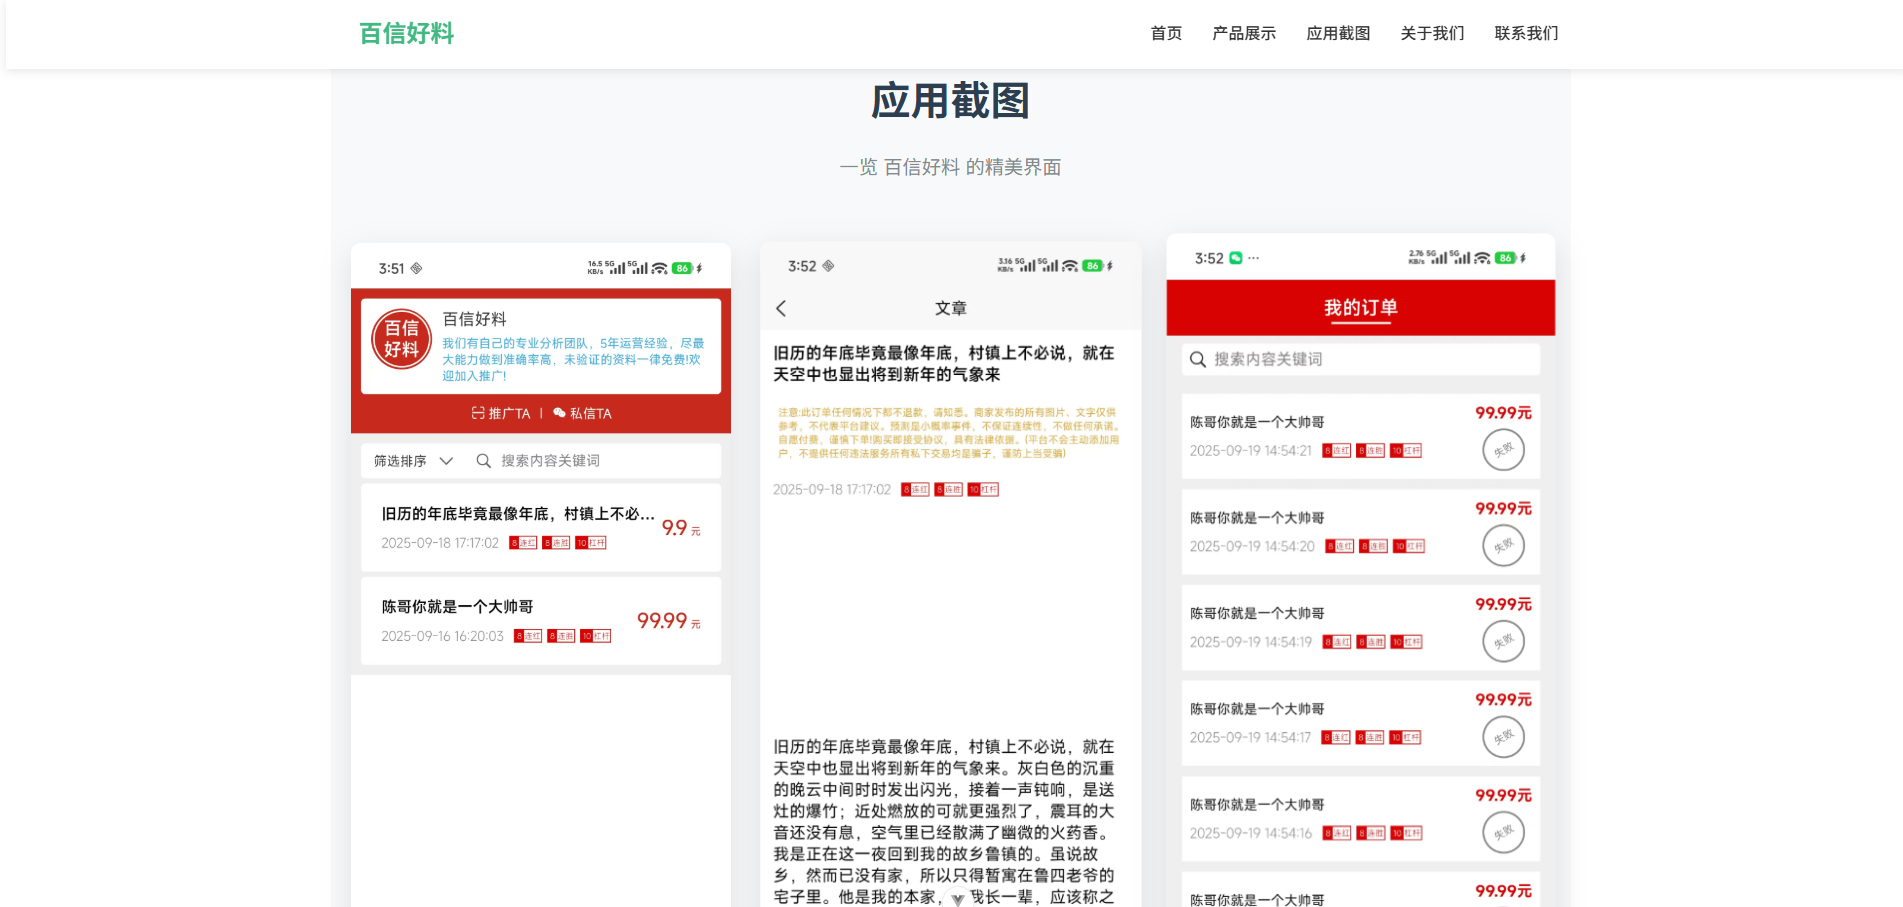 百信好料
首页 产品展示 应用截图 关于我们 联系我们
应用截图
一览 百信好料 的精美界面
3:51
16.5 KB/s 5G 5G 86
百信好料
百信好料
我们有自己的专业分析团队，5年运营经验，尽最
大能力做到准确率高，未验证的资料一律免费!欢
迎加入推广!
推广TA | 私信TA
筛选排序 搜索内容关键词
旧历的年底毕竟最像年底，村镇上不必...
9.9 元
2025-09-18 17:17:02 8 连红 8 连胜 10 杠杆
陈哥你就是一个大帅哥
99.99 元
2025-09-16 16:20:03 8 连红 8 连胜 10 杠杆
3:52
3.16 KB/s 5G 5G 86
文章
旧历的年底毕竟最像年底，村镇上不必说，就在
天空中也显出将到新年的气象来
注意:此订单任何情况下都不退款，请知悉。商家发布的所有图片、文字仅供
参考，不代表平台建议。预测是小概率事件，不保证连续性，不做任何承诺。
自愿付费，谨慎下单!购买即接受协议，具有法律依据。(平台不会主动添加用
户，不提供任何违法服务所有私下交易均是骗子，谨防上当受骗)
2025-09-18 17:17:02 8 连红 8 连胜 10 杠杆
旧历的年底毕竟最像年底，村镇上不必说，就在
天空中也显出将到新年的气象来。灰白色的沉重
的晚云中间时时发出闪光，接着一声钝响，是送
灶的爆竹；近处燃放的可就更强烈了，震耳的大
音还没有息，空气里已经散满了幽微的火药香。
我是正在这一夜回到我的故乡鲁镇的。虽说故
乡，然而已没有家，所以只得暂寓在鲁四老爷的
宅子里。他是我的本家，我长一辈，应该称之
3:52 ···
2.76 KB/s 5G 5G 86
我的订单
搜索内容关键词
陈哥你就是一个大帅哥
99.99元
2025-09-19 14:54:21 8 连红 8 连胜 10 杠杆
失败
陈哥你就是一个大帅哥
99.99元
2025-09-19 14:54:20 8 连红 8 连胜 10 杠杆
失败
陈哥你就是一个大帅哥
99.99元
2025-09-19 14:54:19 8 连红 8 连胜 10 杠杆
失败
陈哥你就是一个大帅哥
99.99元
2025-09-19 14:54:17 8 连红 8 连胜 10 杠杆
失败
陈哥你就是一个大帅哥
99.99元
2025-09-19 14:54:16 8 连红 8 连胜 10 杠杆
失败
陈哥你就是一个大帅哥
99.99元